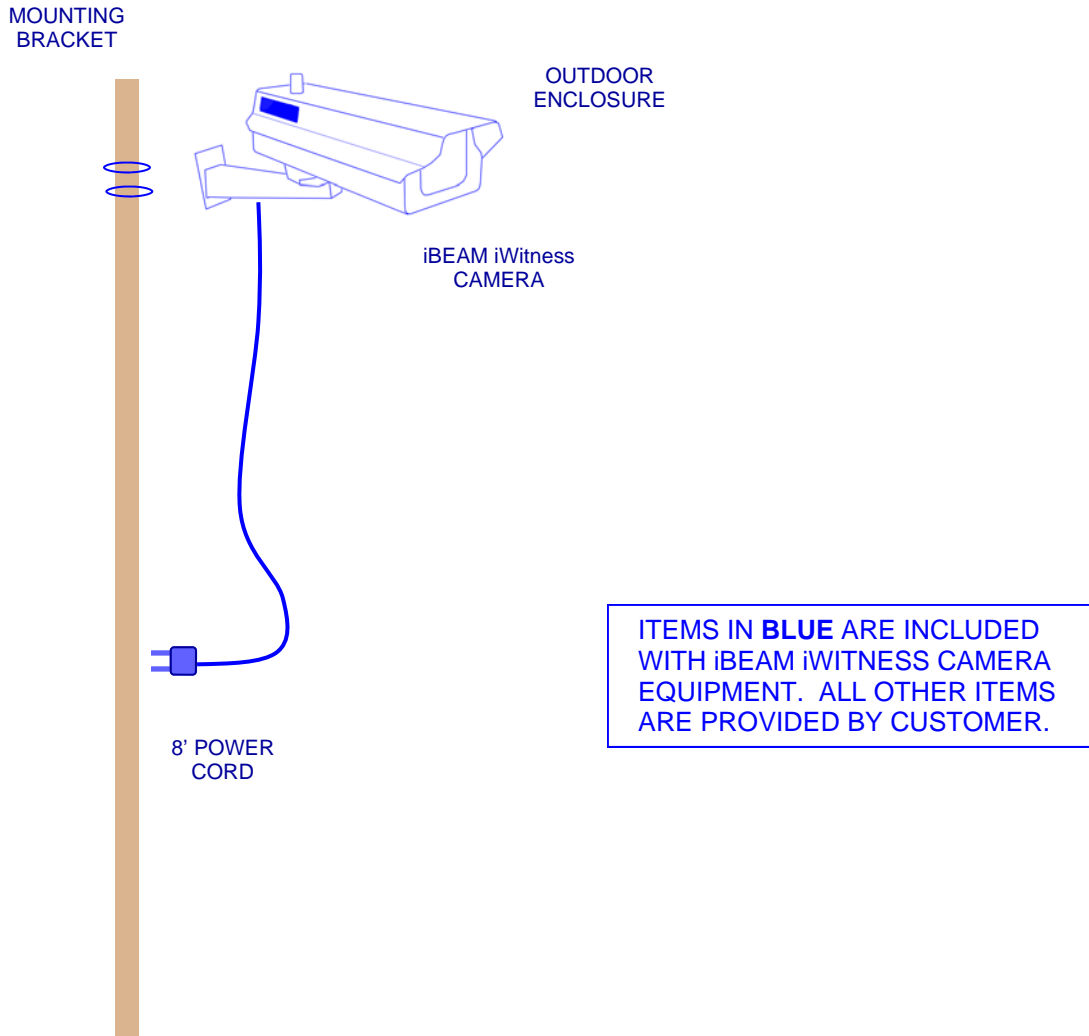 MOUNTING
BRACKET
OUTDOOR
ENCLOSURE
iBEAM iWitness
CAMERA
ITEMS IN BLUE ARE INCLUDED
WITH iBEAM iWITNESS CAMERA
EQUIPMENT.  ALL OTHER ITEMS
ARE PROVIDED BY CUSTOMER.
8’ POWER
CORD